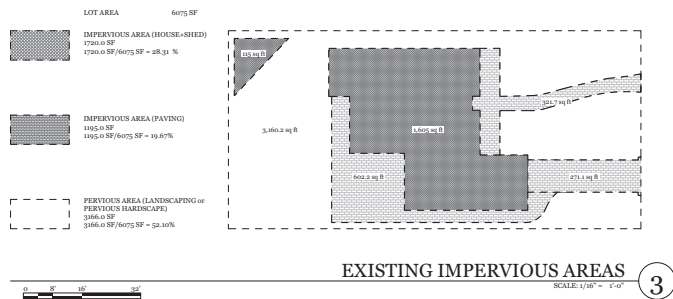 LOT AREA 6075 SF
IMPERVIOUS AREA (HOUSE+SHED)
1720.0 SF
1720.0 SF/6075 SF = 28.31 %
IMPERVIOUS AREA (PAVING)
1195.0 SF
1195.0 SF/6075 SF = 19.67%
PERVIOUS AREA (LANDSCAPING or
PERVIOUS HARDSCAPE)
3166.0 SF
3166.0 SF/6075 SF = 52.10%
115 sq ft
321.7 sq ft
3,160.2 sq ft
1,605 sq ft
602.2 sq ft
271.1 sq ft
EXISTING IMPERVIOUS AREAS
SCALE: 1/16" = 1'-0"
3
0 8' 16' 32'